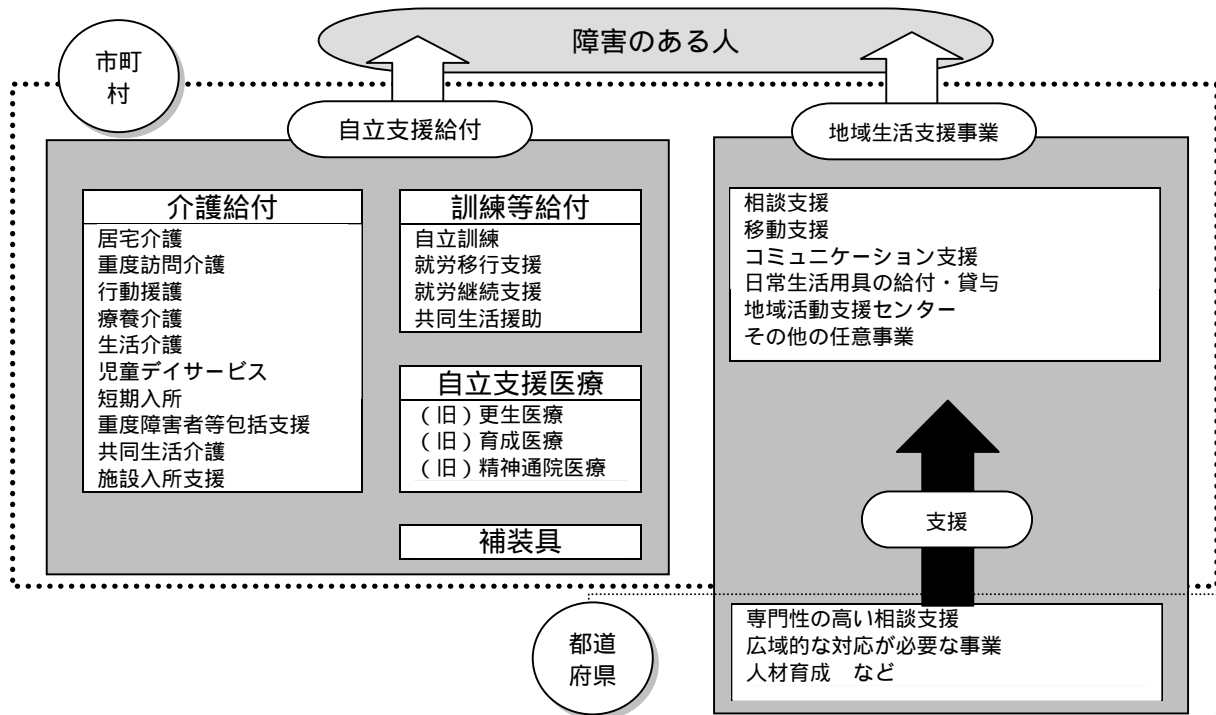 障害のある人
市町
村
自立支援給付
地域生活支援事業
介護給付
居宅介護
重度訪問介護
行動援護
療養介護
生活介護
児童デイサービス
短期入所
重度障害者等包括支援
共同生活介護
施設入所支援
訓練等給付
自立訓練
就労移行支援
就労継続支援
共同生活援助
自立支援医療
(旧)更生医療
(旧)育成医療
(旧)精神通院医療
補装具
相談支援
移動支援
コミュニケーション支援
日常生活用具の給付・貸与
地域活動支援センター
その他の任意事業
支援
都道
府県
専門性の高い相談支援
広域的な対応が必要な事業
人材育成　など